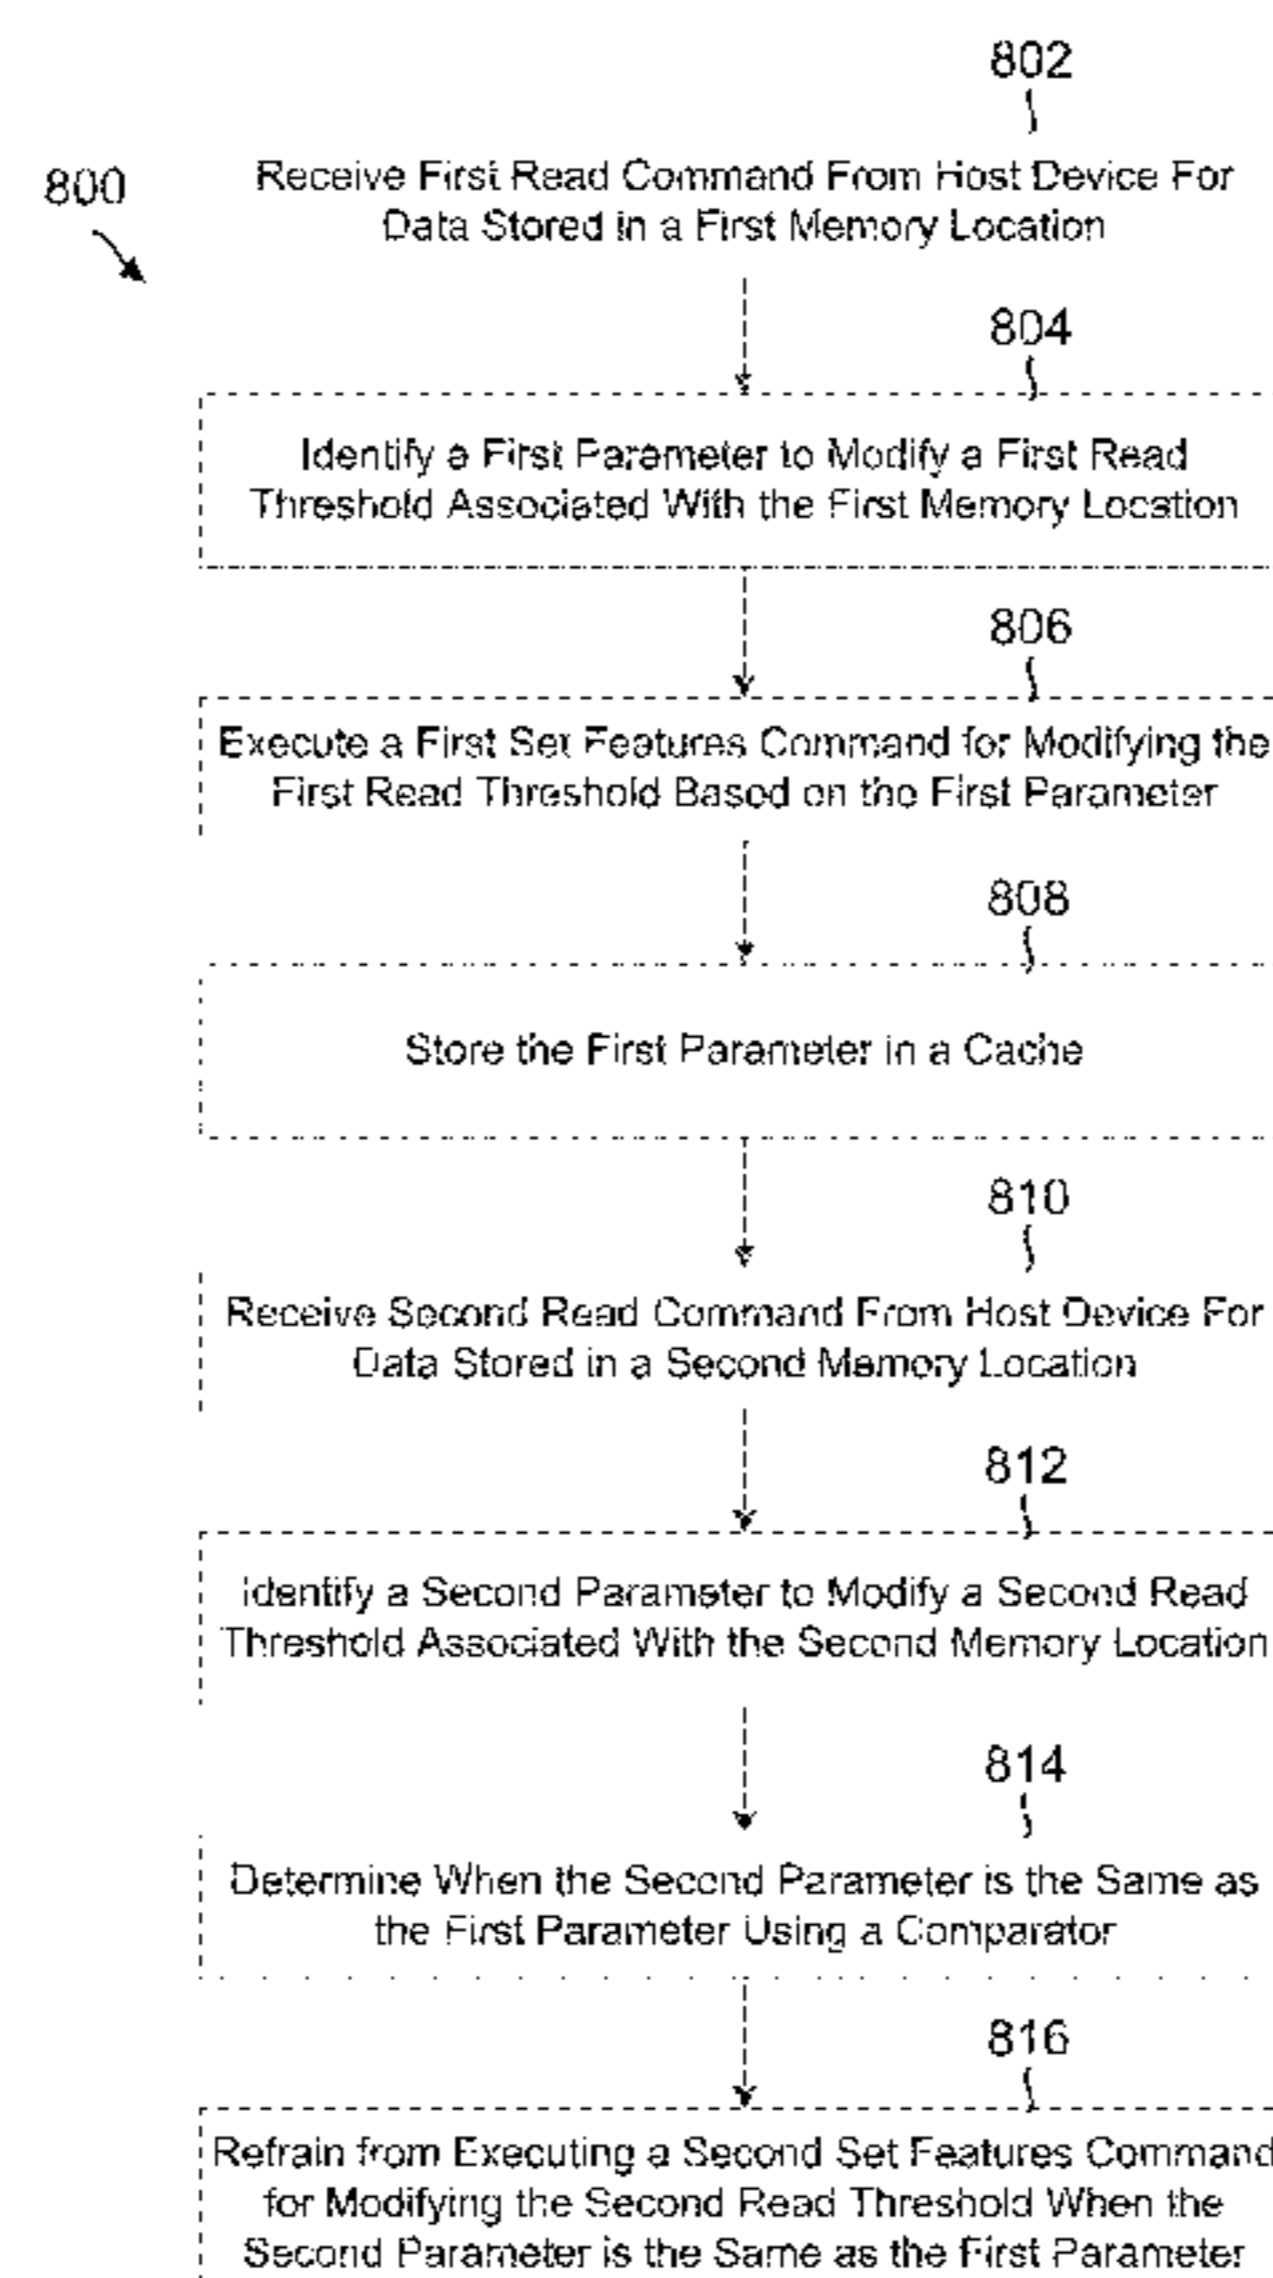 802
800
Receive First Read Command From Host Device For
Data Stored in a First Memory Location
804
Identify a First Parameter to Modify a First Read
Threshold Associated With the First Memory Location
806
Execute a First Set Features Command for Modifying the
First Read Threshold Based on the First Parameter
808
Store the First Parameter in a Cache
810
Receive Second Read Command From Host Device For
Data Stored in a Second Memory Location
812
Identify a Second Parameter to Modify a Second Read
Threshold Associated With the Second Memory Location
814
Determine When the Second Parameter is the Same as
the First Parameter Using a Comparator
816
Refrain from Executing a Second Set Features Command
for Modifying the Second Read Threshold When the
Second Parameter is the Same as the First Parameter